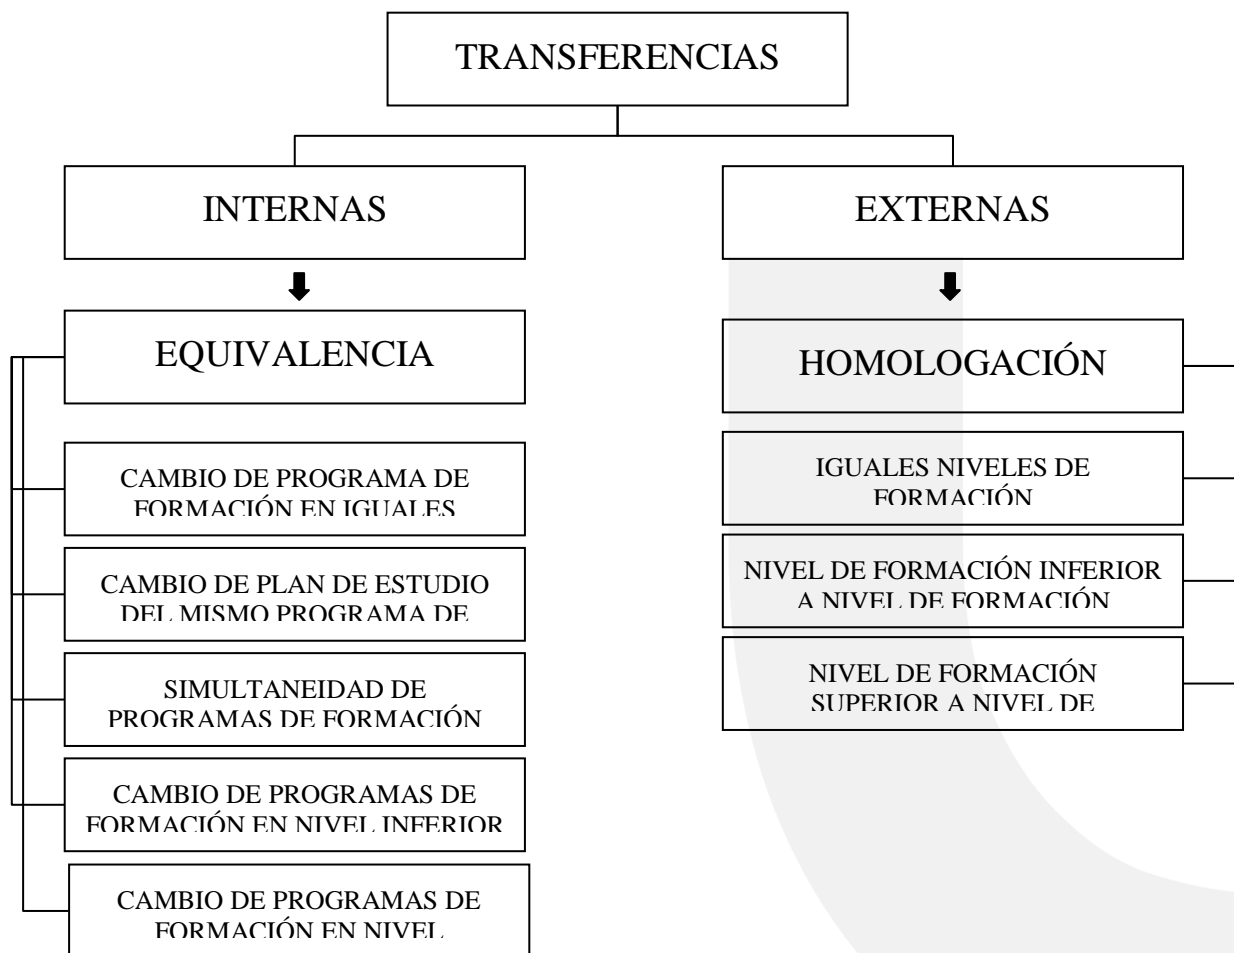 TRANSFERENCIAS
INTERNAS
EXTERNAS
EQUIVALENCIA
HOMOLOGACIÓN
CAMBIO DE PROGRAMA DE
FORMACIÓN EN IGUALES
CAMBIO DE PLAN DE ESTUDIO
DEL MISMO PROGRAMA DE
SIMULTANEIDAD DE
PROGRAMAS DE FORMACIÓN
CAMBIO DE PROGRAMAS DE
FORMACIÓN EN NIVEL INFERIOR
CAMBIO DE PROGRAMAS DE
FORMACIÓN EN NIVEL
IGUALES NIVELES DE
FORMACIÓN
NIVEL DE FORMACIÓN INFERIOR
A NIVEL DE FORMACIÓN
NIVEL DE FORMACIÓN
SUPERIOR A NIVEL DE